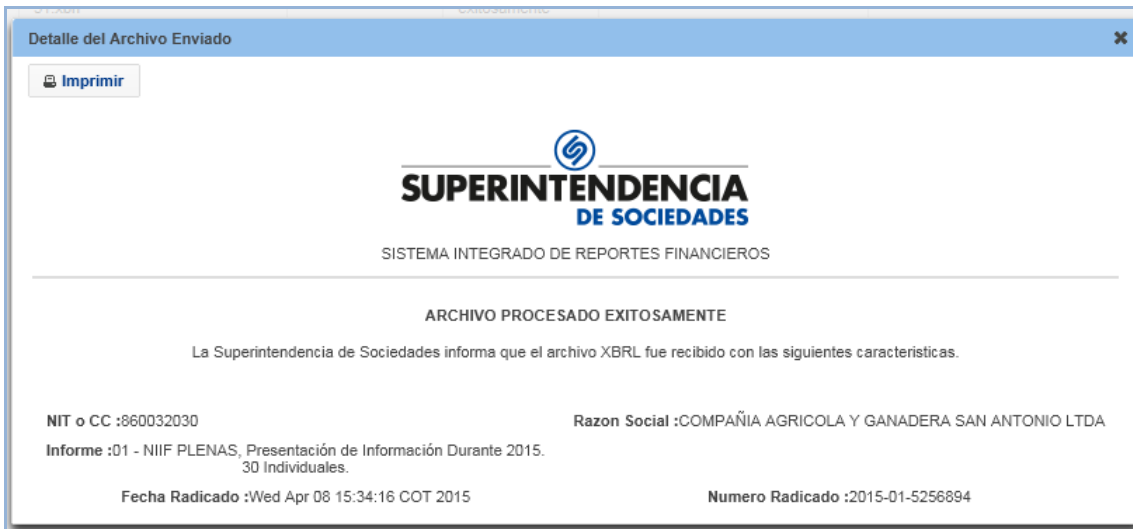 31.xbrl exitosamente
Detalle del Archivo Enviado
Imprimir
SUPERINTENDENCIA
DE SOCIEDADES
SISTEMA INTEGRADO DE REPORTES FINANCIEROS
ARCHIVO PROCESADO EXITOSAMENTE
La Superintendencia de Sociedades informa que el archivo XBRL fue recibido con las siguientes caracteristicas.
NIT o CC :860032030 Razon Social :COMPAÑIA AGRICOLA Y GANADERA SAN ANTONIO LTDA
Informe :01 - NIIF PLENAS, Presentación de Información Durante 2015.
30 Individuales.
Fecha Radicado :Wed Apr 08 15:34:16 COT 2015 Numero Radicado :2015-01-5256894